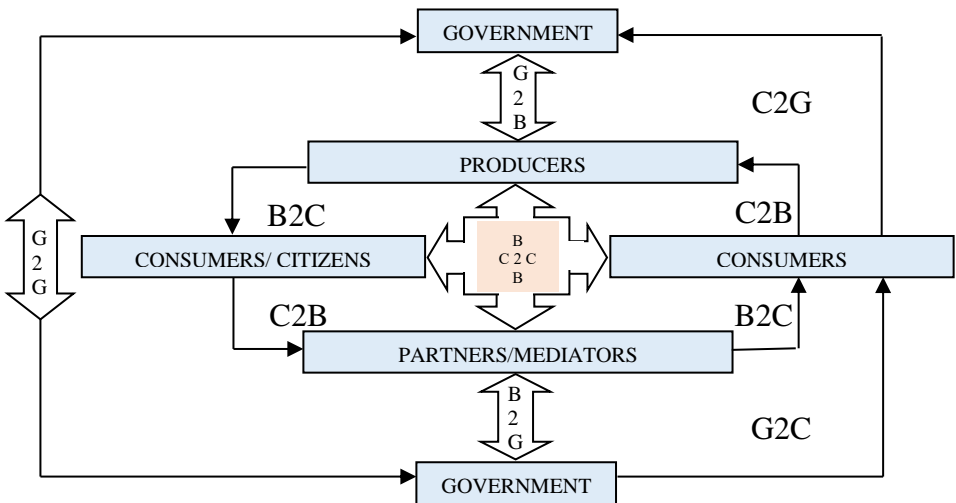 GOVERNMENT
G
2
B
C2G
PRODUCERS
B2C
C2B
G
2
G
CONSUMERS/ CITIZENS
B
C 2 C
B
CONSUMERS
C2B
B2C
PARTNERS/MEDIATORS
B
2
G
G2C
GOVERNMENT